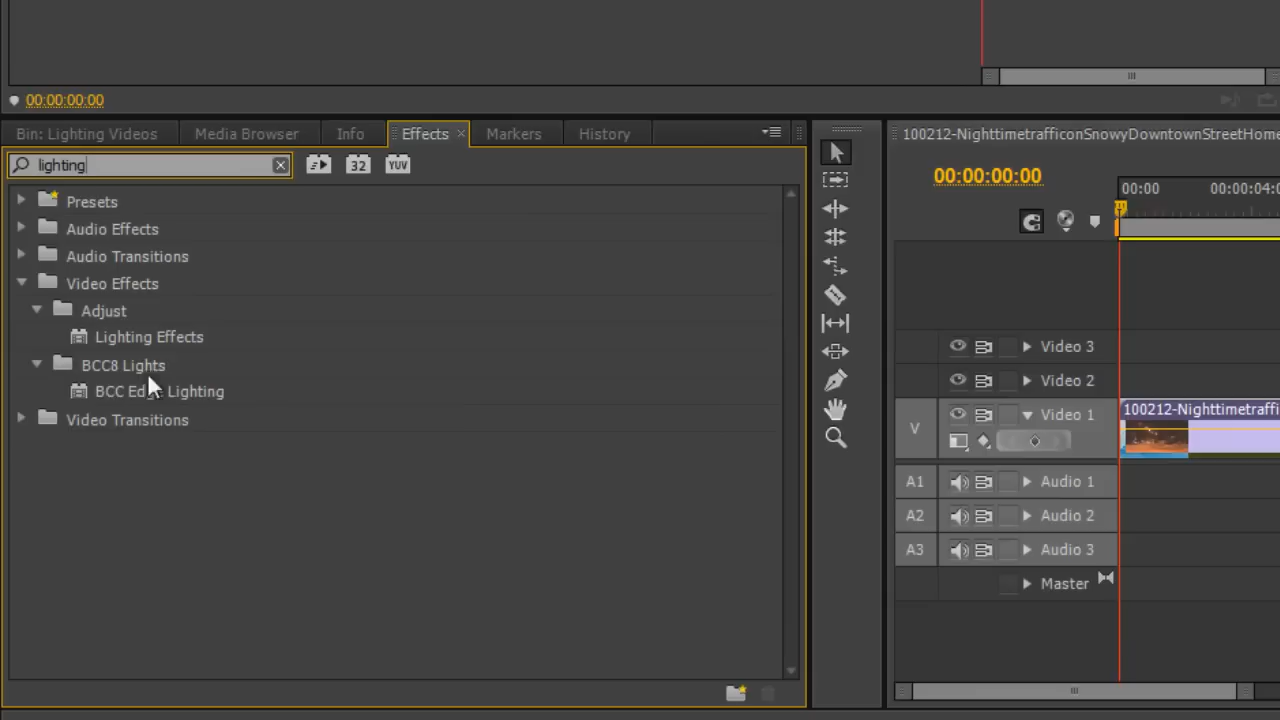 00:00:00:00
Bin: Lighting Videos
Media Browser
Info
Effects
Markers
History
lighting
32
YUV
Presets
Audio Effects
Audio Transitions
Video Effects
Adjust
Lighting Effects
BCC8 Lights
BCC Edge Lighting
Video Transitions
100212-NighttimetrafficonSnowyDowntownStreetHome
00:00:00:00
00:00
00:00:04:0
Video 3
Video 2
V
Video 1
100212-Nighttimetraffi
A1
Audio 1
A2
Audio 2
A3
Audio 3
Master